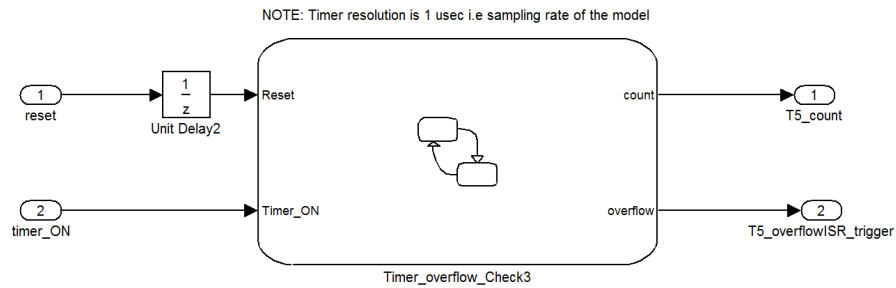 NOTE: Timer resolution is 1 usec i.e sampling rate of the model
1
reset
1
z
Unit Delay2
Reset
count
1
T5_count
2
timer_ON
Timer_ON
overflow
2
T5_overflowISR_trigger
Timer_overflow_Check3